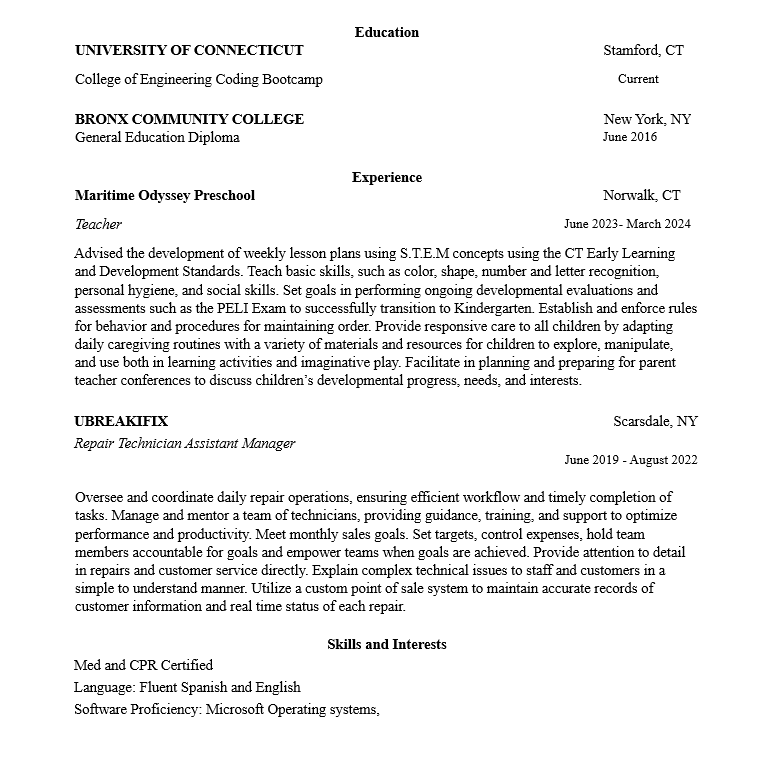 Education
UNIVERSITY OF CONNECTICUT Stamford, CT
College of Engineering Coding Bootcamp Current
BRONX COMMUNITY COLLEGE New York, NY
General Education Diploma June 2016
Experience
Maritime Odyssey Preschool Norwalk, CT
Teacher June 2023- March 2024
Advised the development of weekly lesson plans using S.T.E.M concepts using the CT Early Learning
and Development Standards. Teach basic skills, such as color, shape, number and letter recognition,
personal hygiene, and social skills. Set goals in performing ongoing developmental evaluations and
assessments such as the PELI Exam to successfully transition to Kindergarten. Establish and enforce rules
for behavior and procedures for maintaining order. Provide responsive care to all children by adapting
daily caregiving routines with a variety of materials and resources for children to explore, manipulate,
and use both in learning activities and imaginative play. Facilitate in planning and preparing for parent
teacher conferences to discuss children’s developmental progress, needs, and interests.
UBREAKIFIX Scarsdale, NY
Repair Technician Assistant Manager
June 2019 - August 2022
Oversee and coordinate daily repair operations, ensuring efficient workflow and timely completion of
tasks. Manage and mentor a team of technicians, providing guidance, training, and support to optimize
performance and productivity. Meet monthly sales goals. Set targets, control expenses, hold team
members accountable for goals and empower teams when goals are achieved. Provide attention to detail
in repairs and customer service directly. Explain complex technical issues to staff and customers in a
simple to understand manner. Utilize a custom point of sale system to maintain accurate records of
customer information and real time status of each repair.
Skills and Interests
Med and CPR Certified
Language: Fluent Spanish and English
Software Proficiency: Microsoft Operating systems,